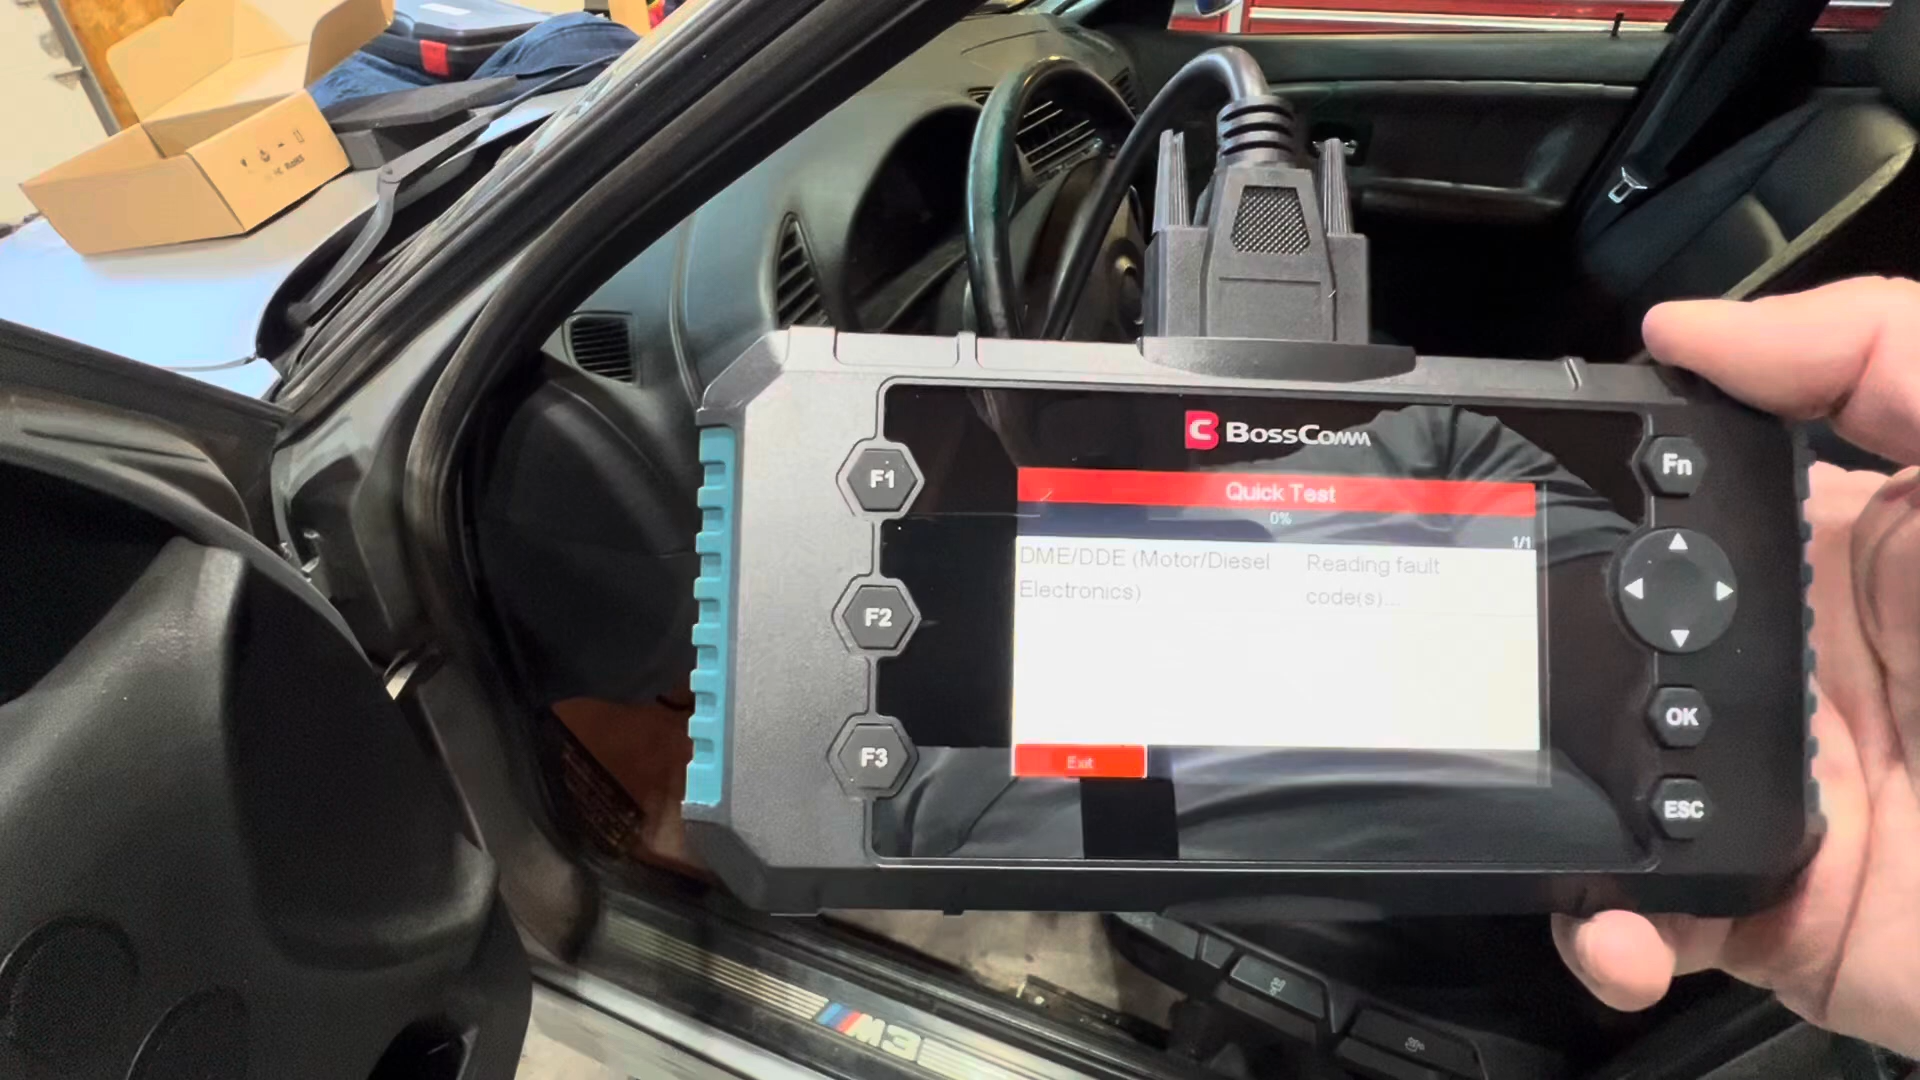 RoHS
C BossComm
F1
Fn
Quick Test
0%
1/1
DME/DDE (Motor/Diesel
Electronics)
Reading fault
code(s)...
F2
OK
F3
Exit
ESC
M3